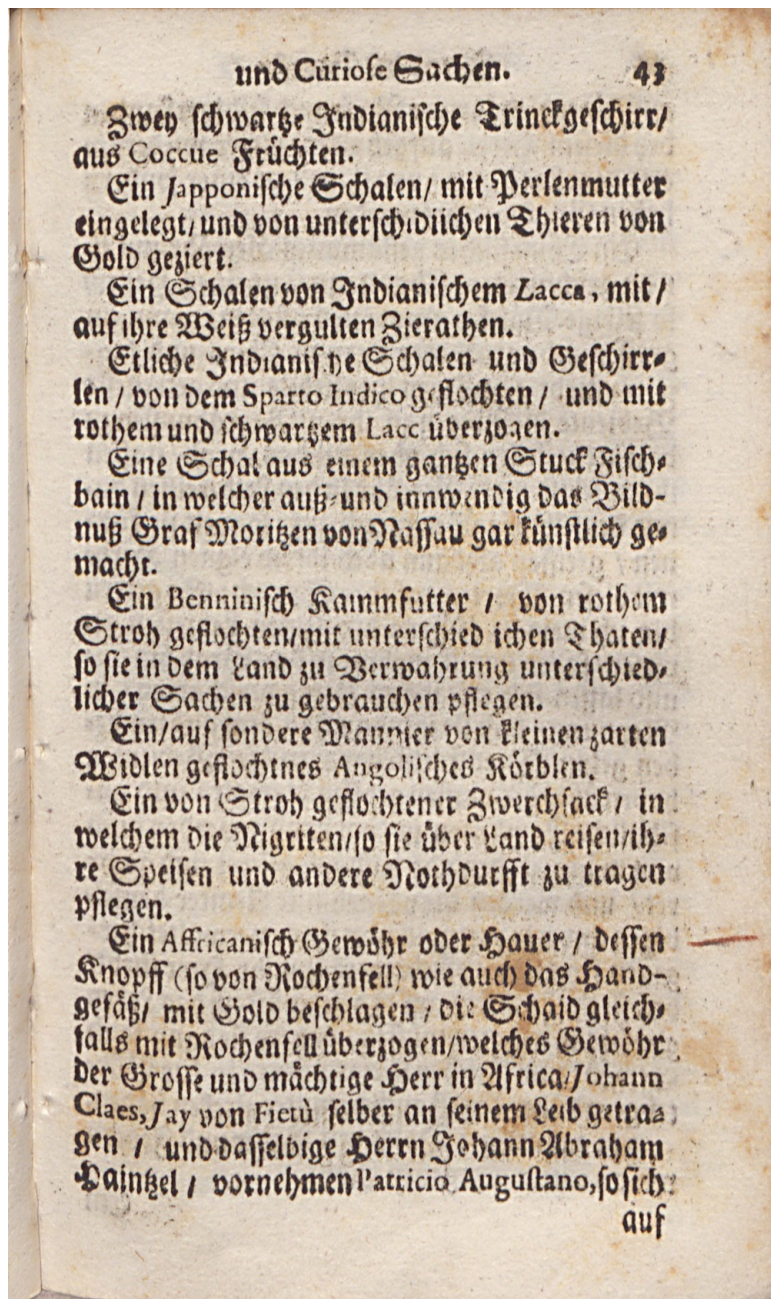 und Curiose Sachen. 43
Zwey schwartze Indianische Trinckgeschirr/
aus Coccue Früchten.
Ein Japponische Schalen/ mit Perlenmutter
eingelegt/ und von unterschidlichen Thieren von
Gold geziert.
Ein Schalen von Indianischem Lacca, mit/
auf ihre Weiß vergulten Zierathen.
Etliche Indianische Schalen und Geschirr-
len / von dem Sparto Indico geflochten / und mit
rothem und schwartzem Lacc überzogen.
Eine Schal aus einem gantzen Stuck Fisch-
bain / in welcher auß- und innwendig das Bild-
nuß Graf Moritzen von Nassau gar künstlich ge-
macht.
Ein Benninisch Kammfutter / von rothem
Stroh geflochten/ mit unterschiedlichen Thaten/
so sie in dem Land zu Verwahrung unterschied-
licher Sachen zu gebrauchen pflegen.
Ein/ auf sondere Mannier von kleinen zarten
Widlen geflochtnes Angolisches Körblen.
Ein von Stroh geflochtener Zwerchsack / in
welchem die Nigriten/ so sie über Land reisen/ ih-
re Speisen und andere Nothdurfft zu tragen
pflegen.
Ein Affricanisch Gewöhr oder Hauer / dessen
Knopff (so von Rochenfell) wie auch das Hand-
gefäß/ mit Gold beschlagen / die Schaid gleich-
falls mit Rochenfell überzogen/ welches Gewöhr
der Grosse und mächtige Herr in Africa/ Johann
Claes, Jay von Fietù selber an seinem Leib getra-
gen / und dasselbige Herrn Johann Abraham
Haintzel / vornehmen Patricio Augustano, so sich
auf